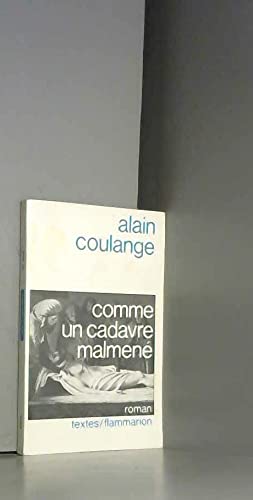 alain
coulange
comme
un cadavre
malmené
roman
textes/flammarion